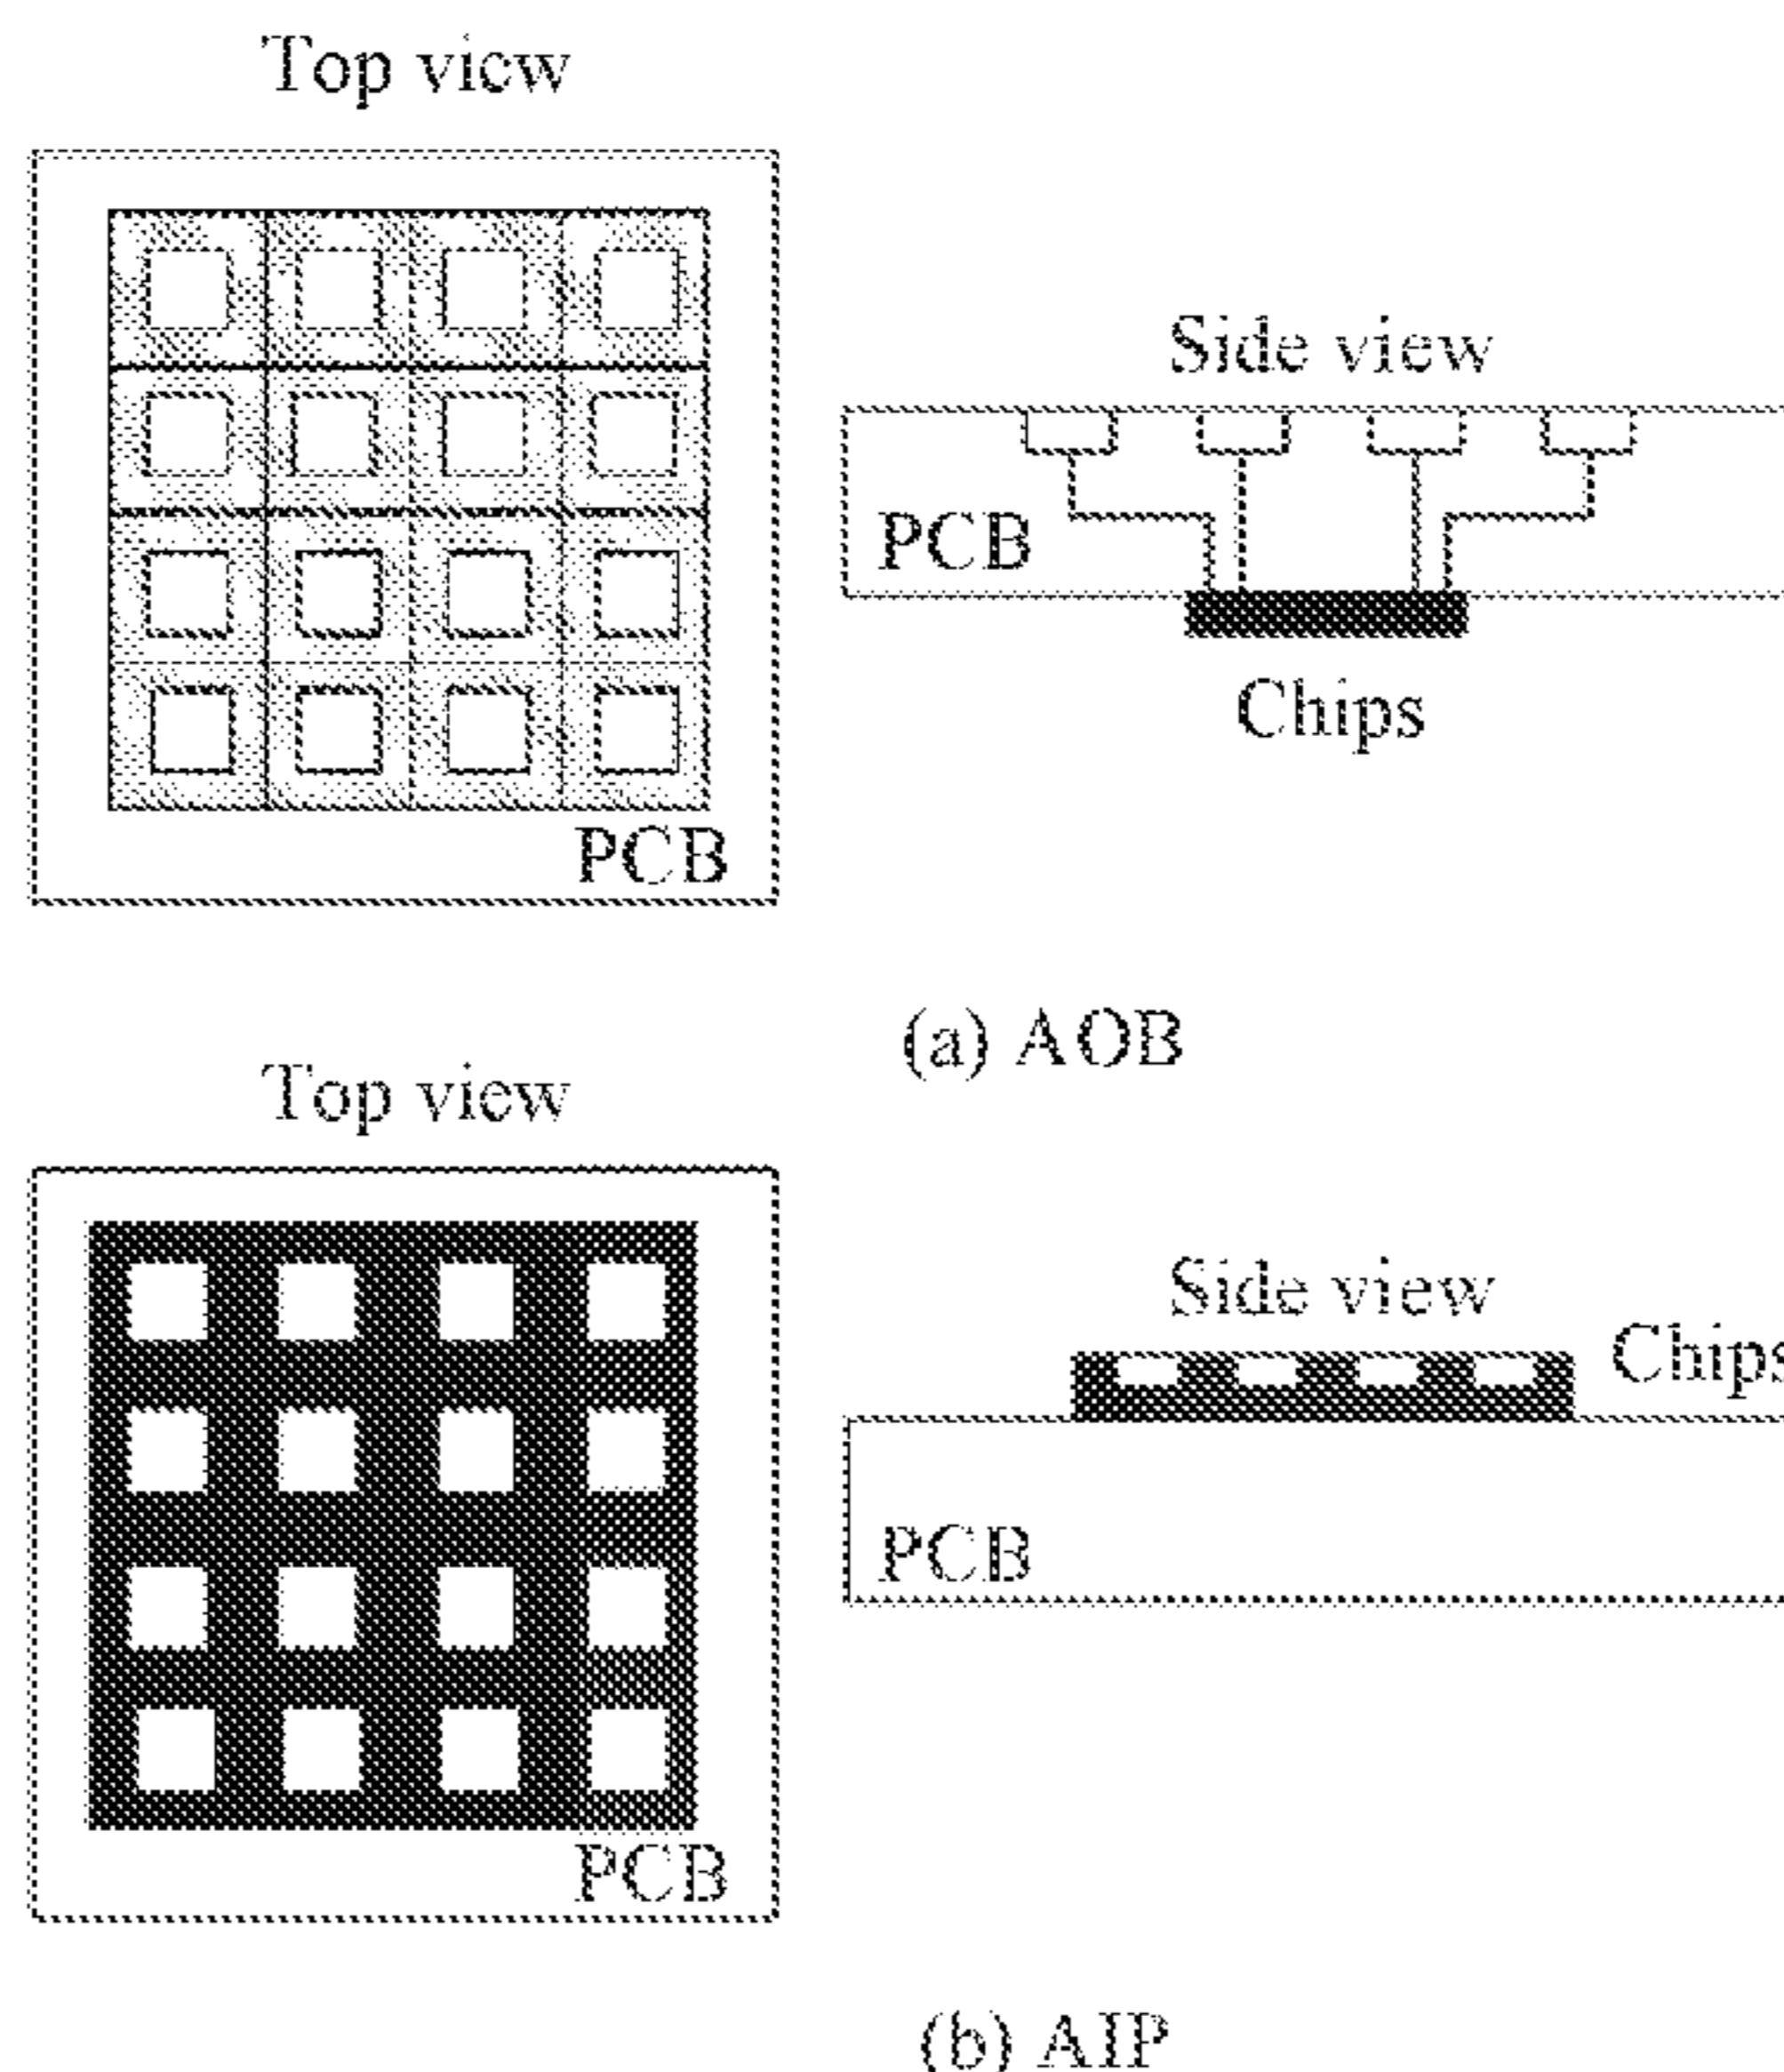 Top view
Side view
PCB
Chips
PCB
(a) AOB
Top view
Side view
Chips
PCB
PCB
(b) AIP